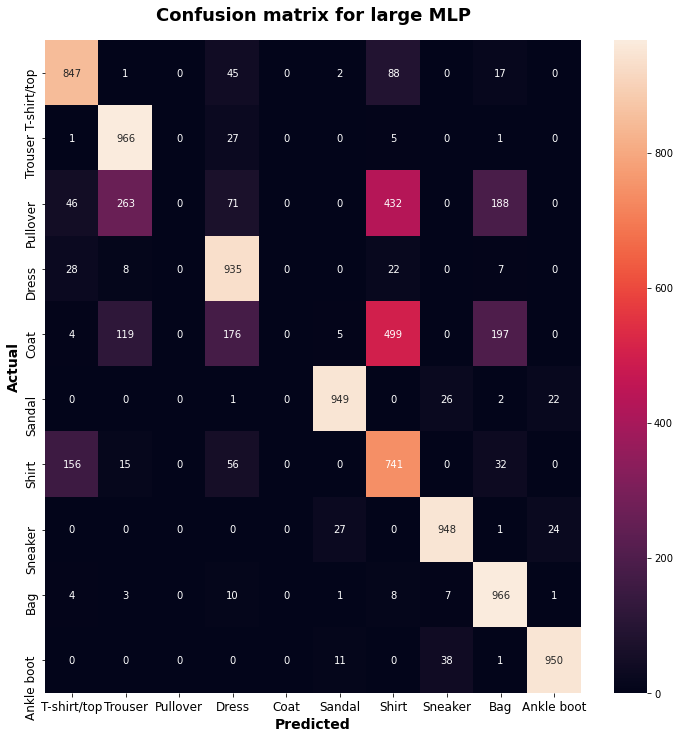 Confusion matrix for large MLP
T-shirt/top 847 1 0 45 0 2 88 0 17 0
Trouser 1 966 0 27 0 0 5 0 1 0
Pullover 46 263 0 71 0 0 432 0 188 0
Dress 28 8 0 935 0 0 22 0 7 0
Coat 4 119 0 176 0 5 499 0 197 0
Sandal 0 0 0 1 0 949 0 26 2 22
Shirt 156 15 0 56 0 0 741 0 32 0
Sneaker 0 0 0 0 0 27 0 948 1 24
Bag 4 3 0 10 0 1 8 7 966 1
Ankle boot 0 0 0 0 0 11 0 38 1 950
T-shirt/top Trouser Pullover Dress Coat Sandal Shirt Sneaker Bag Ankle boot
Predicted
Actual
800
600
400
200
0